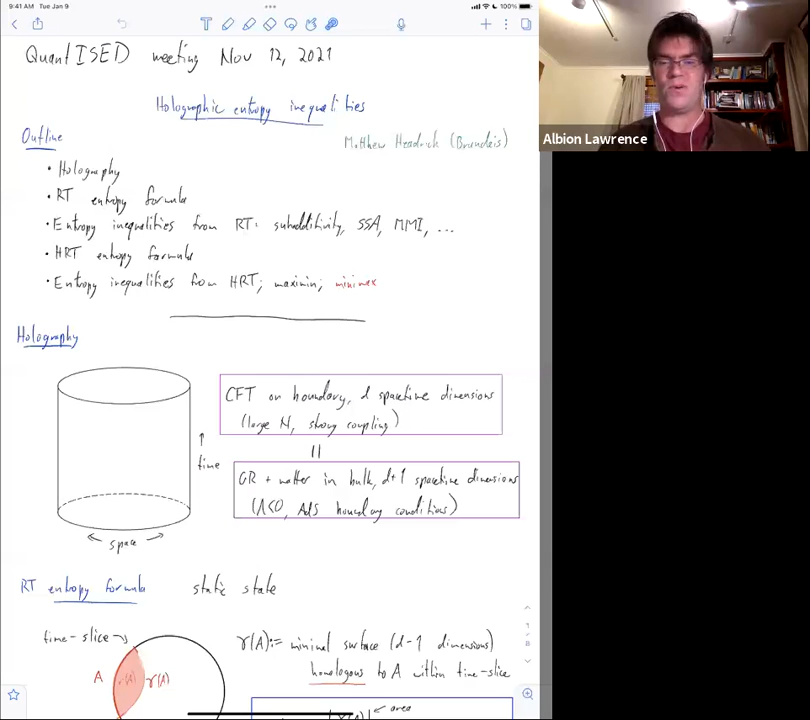 9:41 AM Tue Jan 9
100%
QuantISED meeting Nov 12, 2021
Holographic entropy inequalities
Outline
Matthew Headrick (Brandeis)
• Holography
• RT entropy formula
• Entropy inequalities from RT: subadditivity, SSA, MMI, ...
• HRT entropy formula
• Entropy inequalities from HRT; maximin; minimax
Holography
CFT on boundary, d spacetime dimensions
(large N, strong coupling)
||
↑
time
GR + matter in bulk, d+1 spacetime dimensions
(Λ<0, AdS boundary conditions)
← space →
RT entropy formula static state
time-slice →
γ(A) := minimal surface (d-1 dimensions)
homologous to A within time-slice
A r(A) γ(A)
← area
|γ(A)|
Albion Lawrence